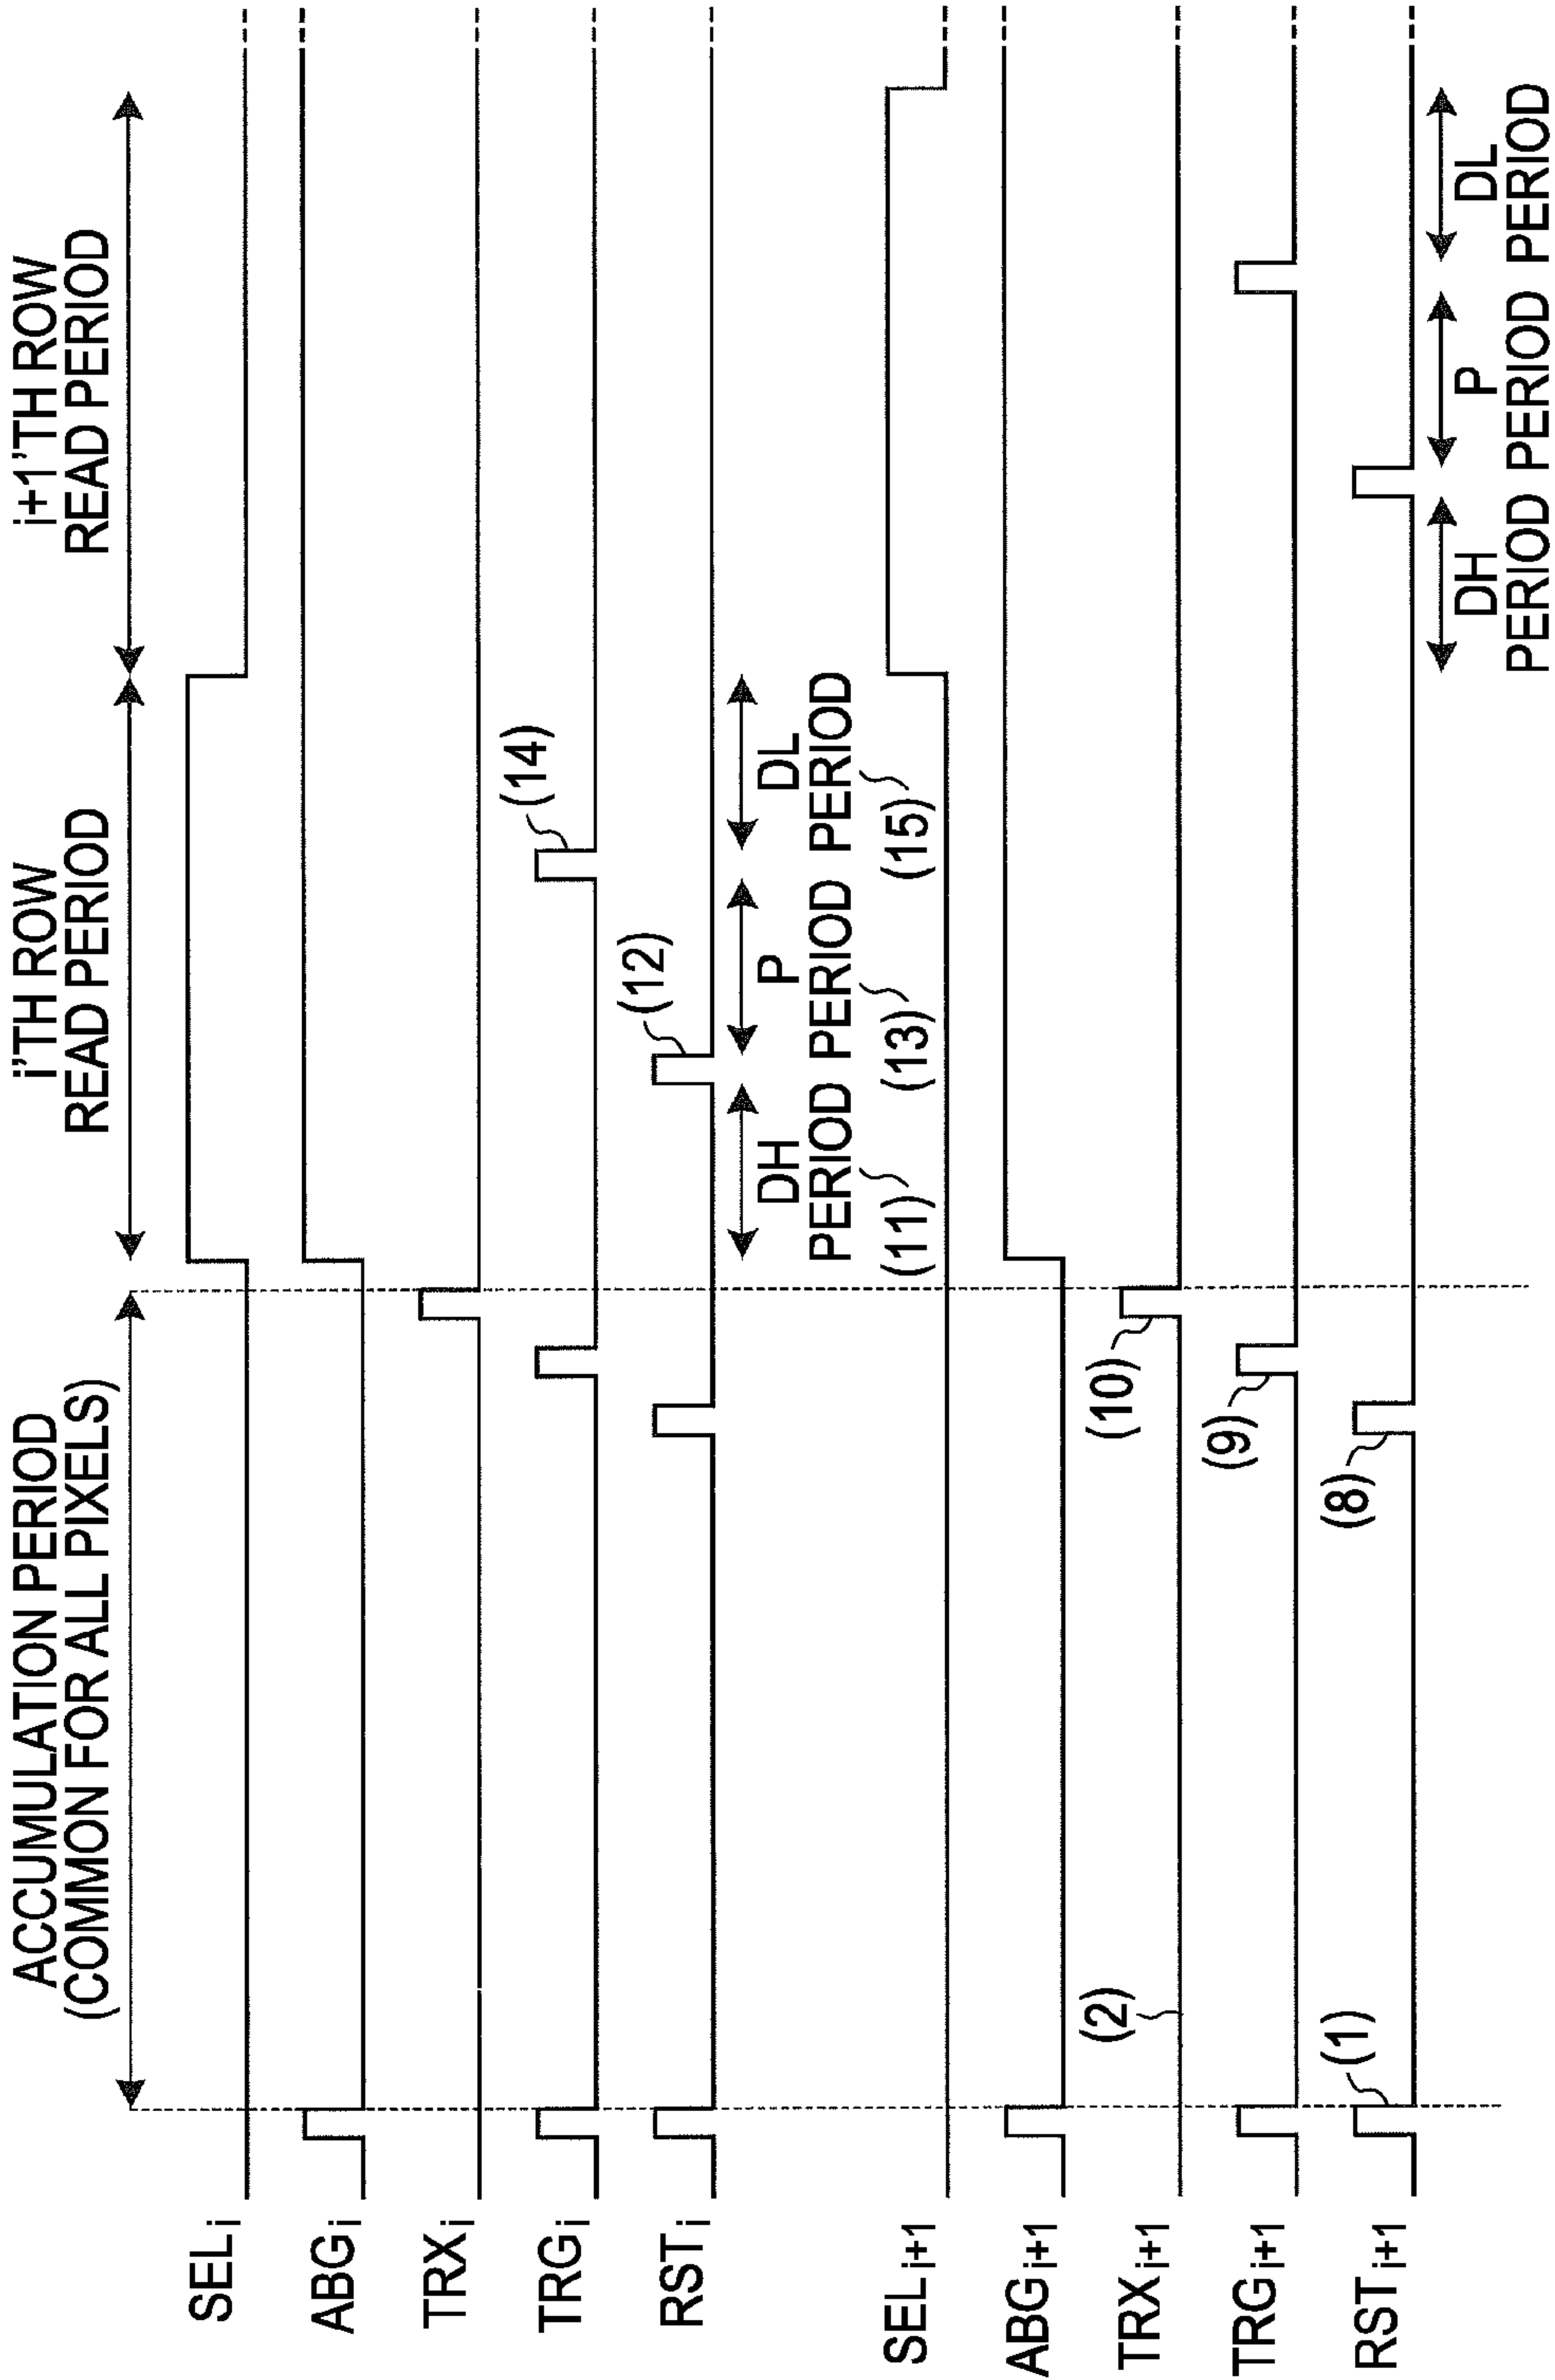 ACCUMULATION PERIOD
(COMMON FOR ALL PIXELS)
i'TH ROW
READ PERIOD
i+1'TH ROW
READ PERIOD
SELi
ABGi
TRXi
TRGi
(14)
RSTi
(12)
DH
PERIOD
P
PERIOD
DL
PERIOD
(11)
(13)
(15)
SELi+1
ABGi+1
TRXi+1
(2)
(10)
TRGi+1
(9)
RSTi+1
(1)
(8)
DH
PERIOD
P
PERIOD
DL
PERIOD